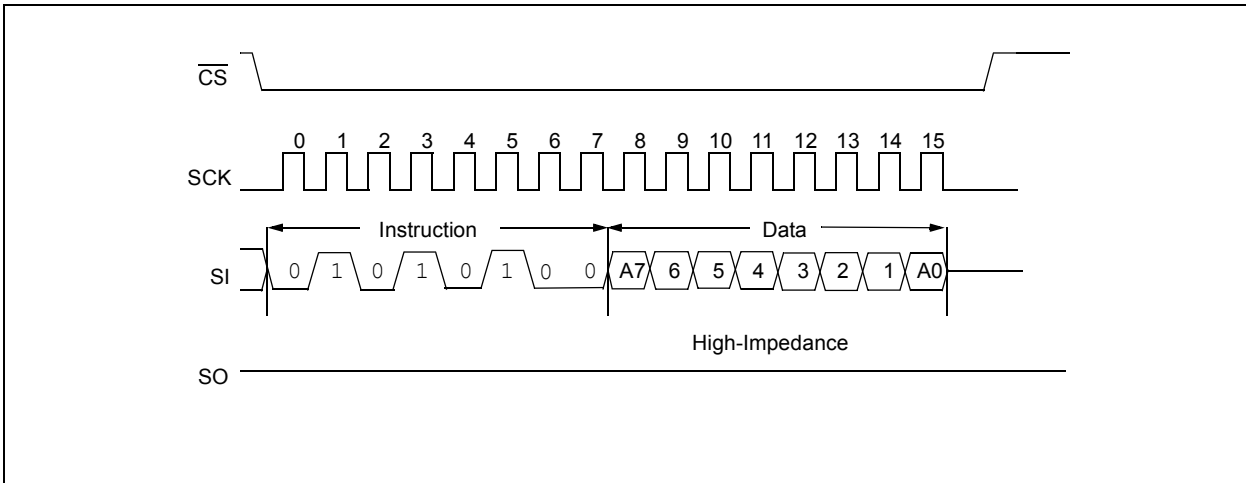 CS
0 1 2 3 4 5 6 7 8 9 10 11 12 13 14 15
SCK
Instruction Data
SI 0 1 0 1 0 1 0 0 A7 6 5 4 3 2 1 A0
High-Impedance
SO